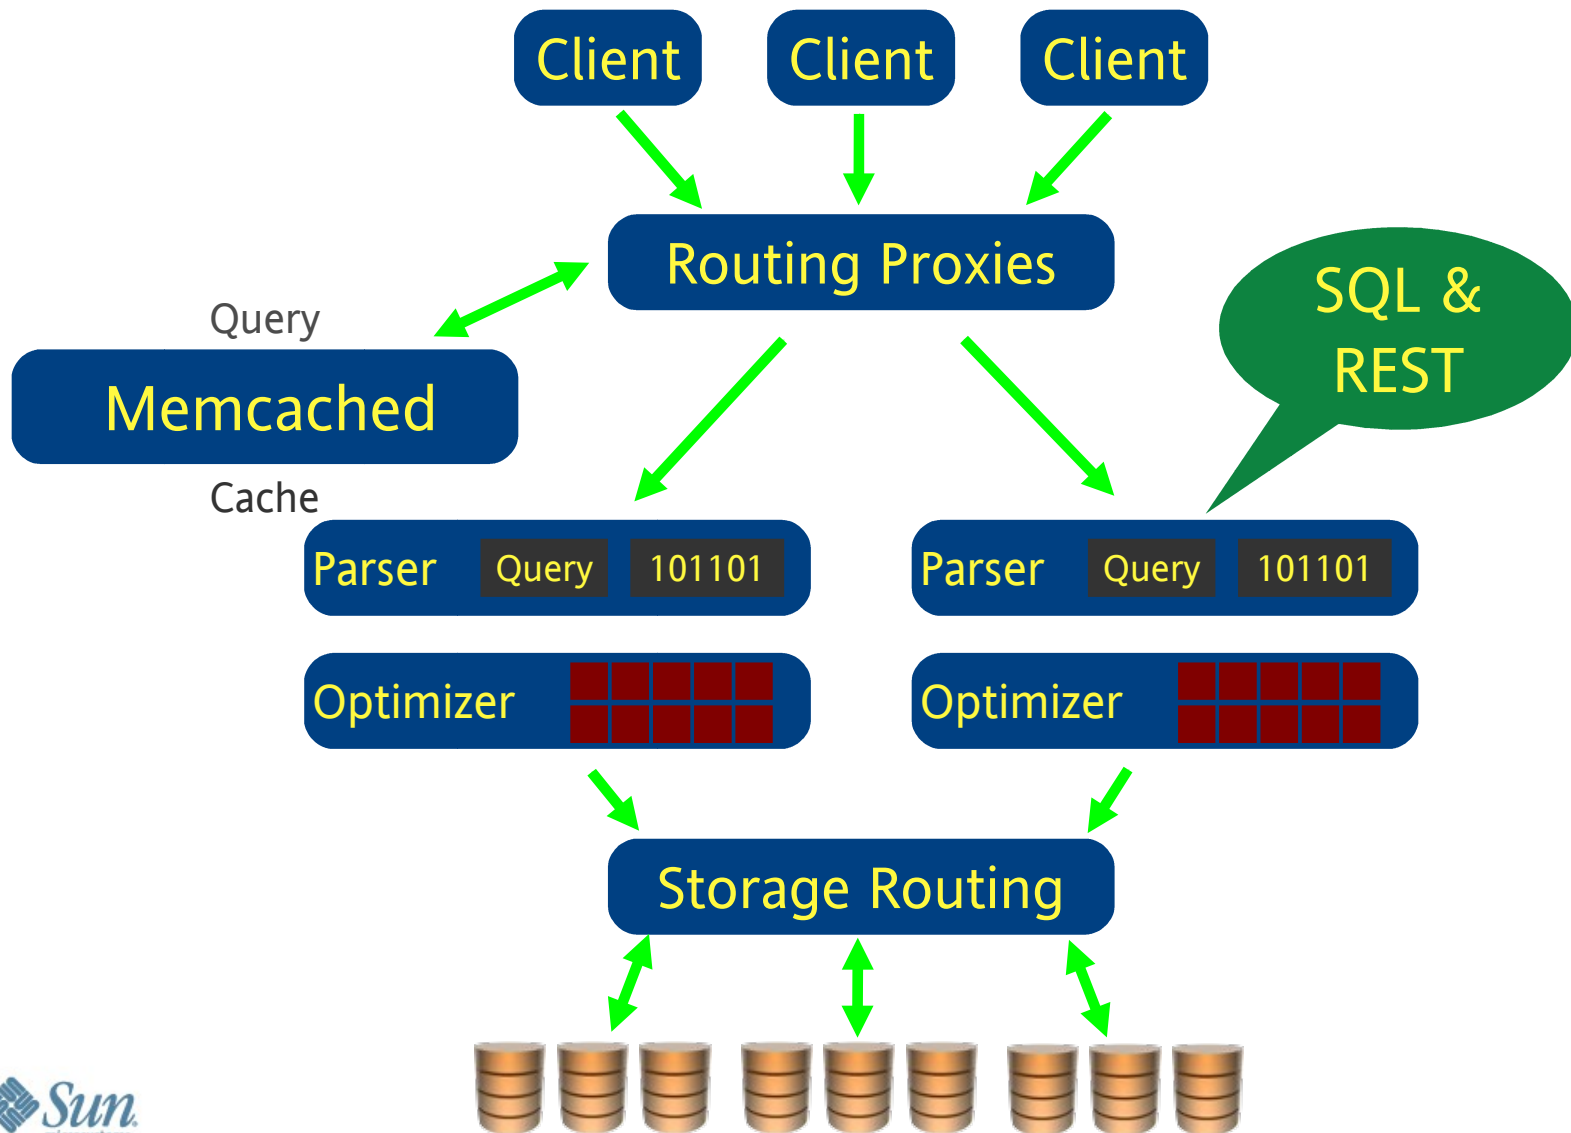 Client
Client
Client
Routing Proxies
SQL &
REST
Query
Memcached
Cache
Parser
Query
101101
Parser
Query
101101
Optimizer
Optimizer
Storage Routing
Sun